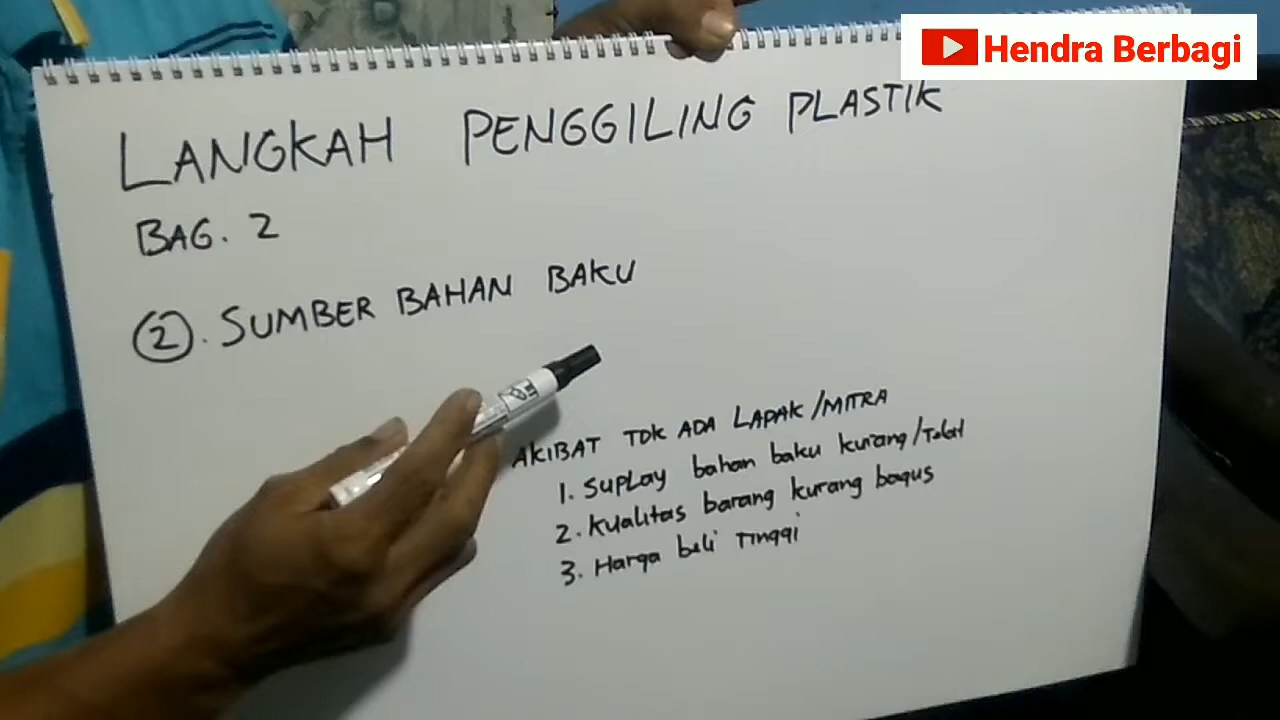 Hendra Berbagi
LANGKAH PENGGILING PLASTIK
BAG. 2
2. SUMBER BAHAN BAKU
AKIBAT TDK ADA LAPAK/MITRA
1. SUPLAY bahan baku kurang/Telat
2. Kualitas barang kurang bagus
3. Harga beli Tinggi